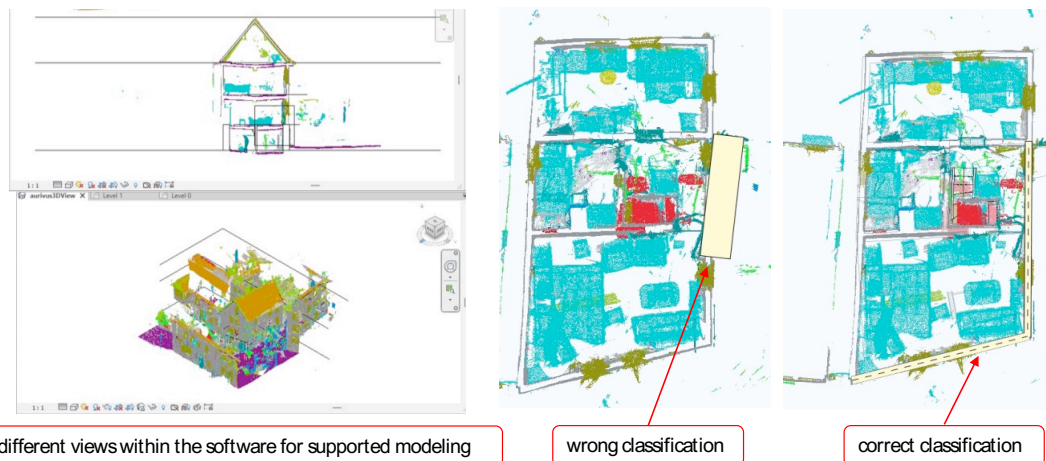 1:1
aurivus3DView X Level 1 Level 0
1:1
different views within the software for supported modeling
wrong classification
correct classification